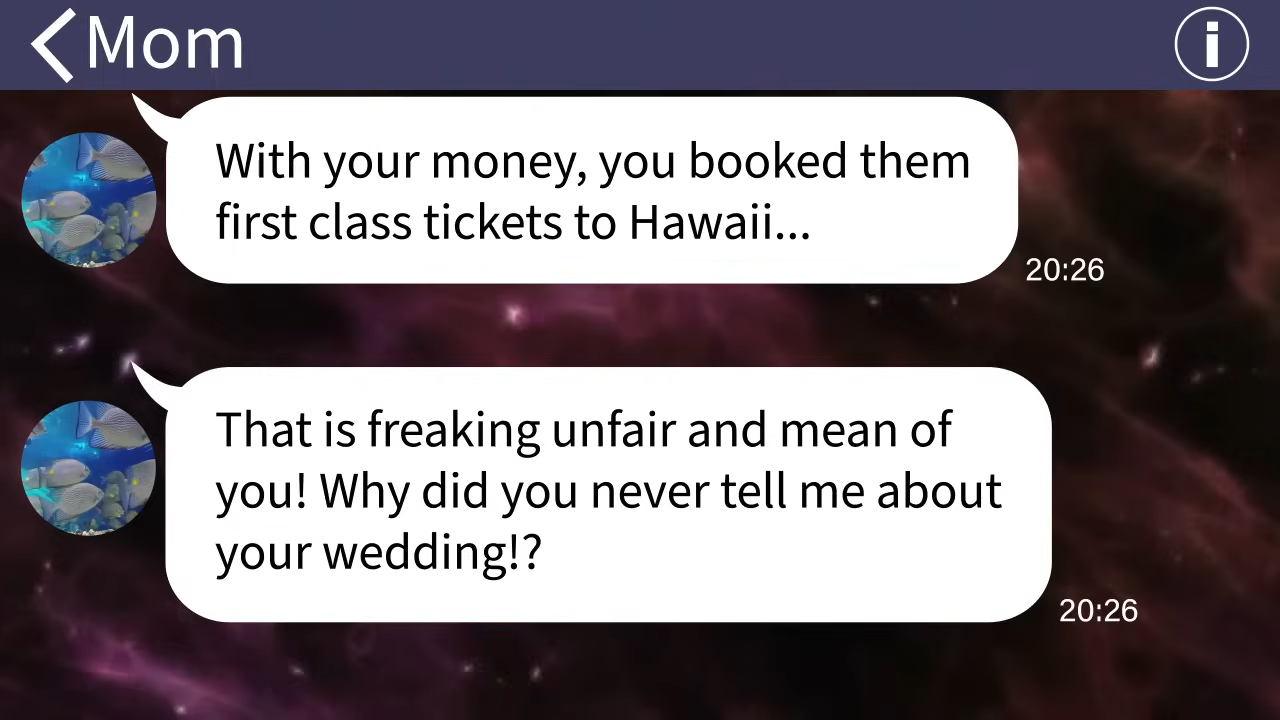 Mom
With your money, you booked them
first class tickets to Hawaii...
20:26
That is freaking unfair and mean of
you! Why did you never tell me about
your wedding!?
20:26